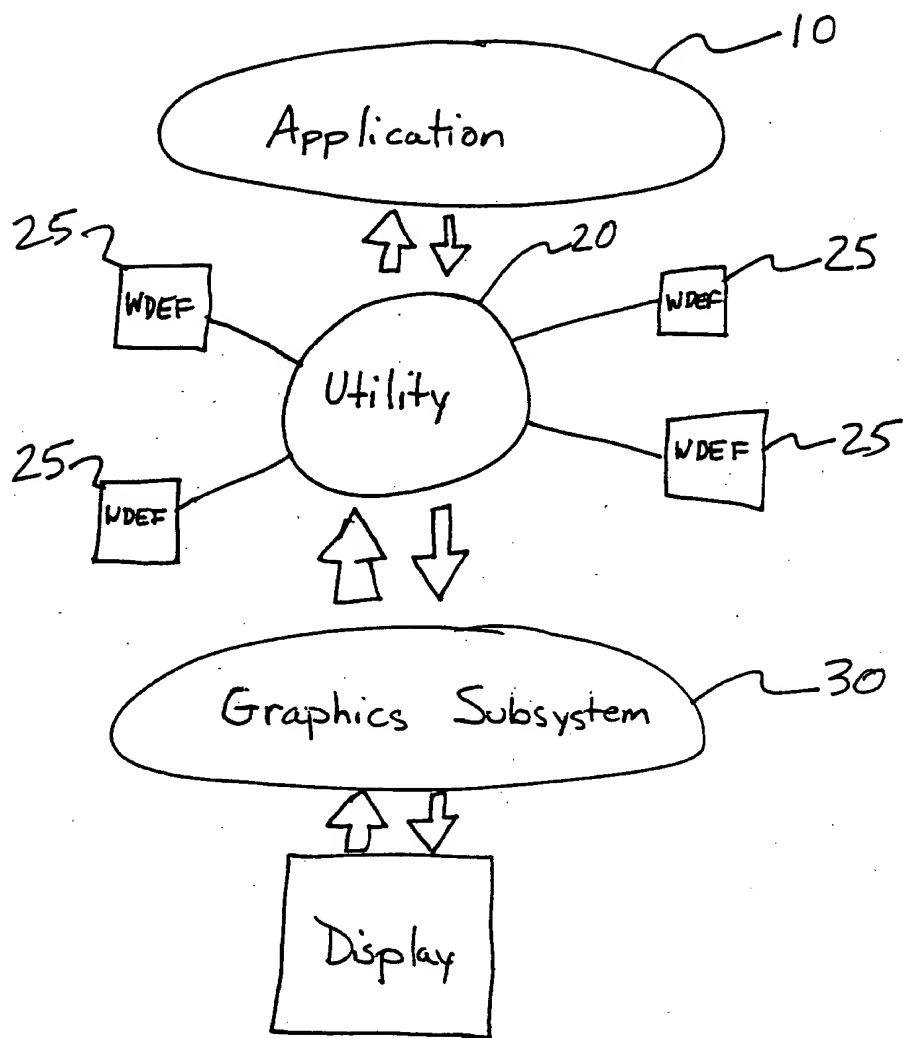 10
Application
20
25
WDEF
25
WDEF
Utility
25
WDEF
25
WDEF
30
Graphics Subsystem
Display